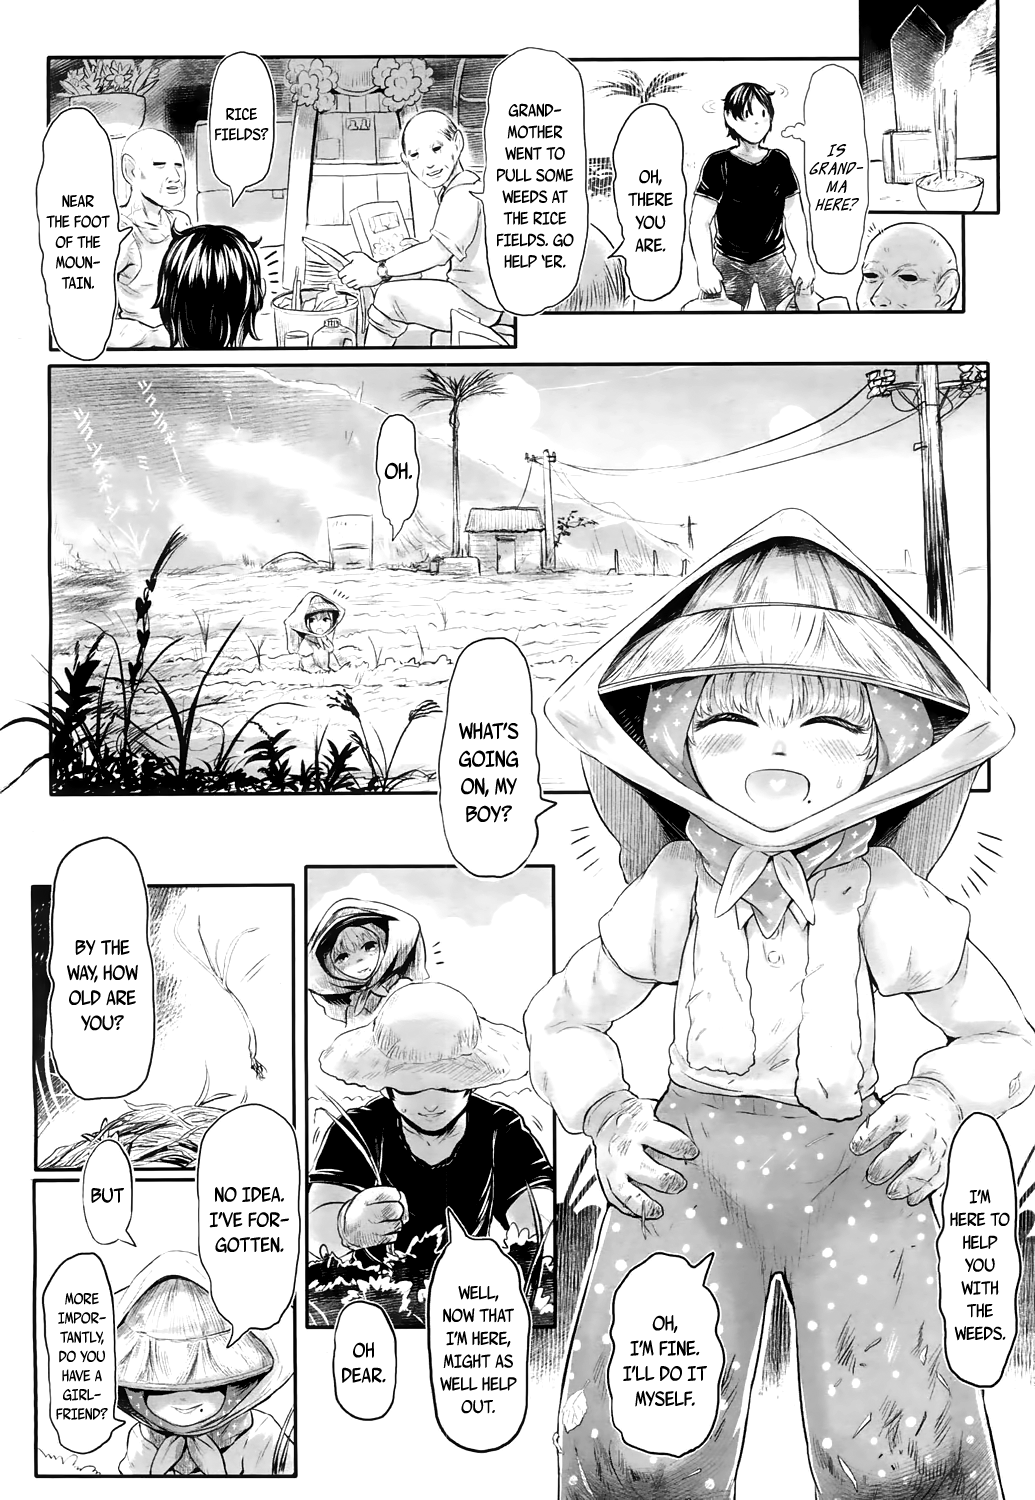 IS
GRAND-
MA
HERE?
OH,
THERE
YOU
ARE.
GRAND-
MOTHER
WENT TO
PULL SOME
WEEDS AT
THE RICE
FIELDS. GO
HELP 'ER.
RICE
FIELDS?
NEAR
THE FOOT
OF THE
MOUN-
TAIN.
OH.
WHAT'S
GOING
ON, MY
BOY?
I'M
HERE TO
HELP
YOU
WITH
THE
WEEDS.
OH,
I'M FINE.
I'LL DO IT
MYSELF.
WELL,
NOW THAT
I'M HERE,
MIGHT AS
WELL HELP
OUT.
OH
DEAR.
BY THE
WAY, HOW
OLD ARE
YOU?
NO IDEA.
I'VE FOR-
GOTTEN.
BUT
MORE
IMPOR-
TANTLY,
DO YOU
HAVE A
GIRL-
FRIEND?